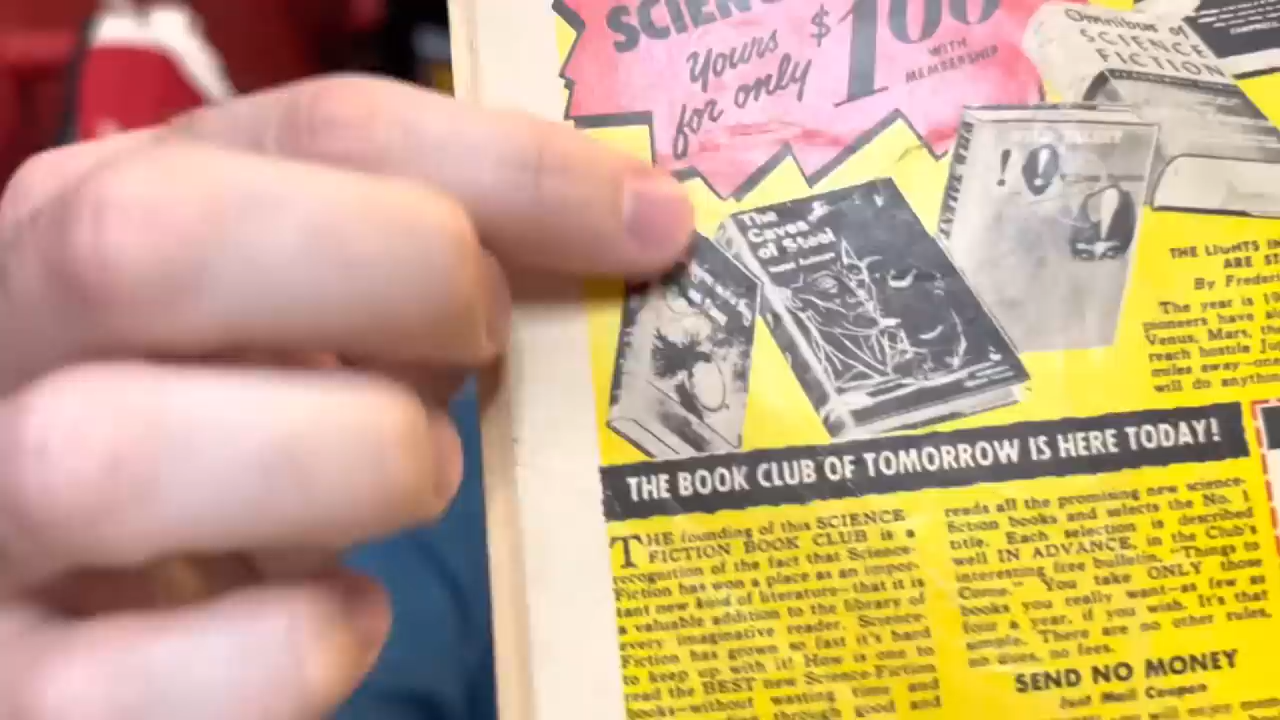 SCIEN
Yours
for only
$1 00
WITH
MEMBERSHIP
Omnibus of
SCIENCE
FICTION
The
Caves
of Steel
THE LIGHTS IN
ARE ST
By Freder
The year is 19
pioneers have al
Venus, Mars, th
reach hostile Ju
miles away—one
will do anythin
THE BOOK CLUB OF TOMORROW IS HERE TODAY!
THE founding of this SCIENCE
FICTION BOOK CLUB is a
recognition of the fact that Science-
Fiction has won a place as an impor-
tant new kind of literature—that it is
a valuable addition to the library of
every imaginative reader. Science-
Fiction has grown so fast it's hard
to keep up with it! How is one to
read the BEST new Science-Fiction
books—without wasting time and
through good and
reads all the promising new science-
fiction books and selects the No. 1
title. Each selection is described
well IN ADVANCE, in the Club's
interesting free bulletin, "Things to
Come." You take ONLY those
books you really want—as few as
four a year, if you wish. It's that
simple. There are no other rules,
no dues, no fees.
SEND NO MONEY
Just Mail Coupon